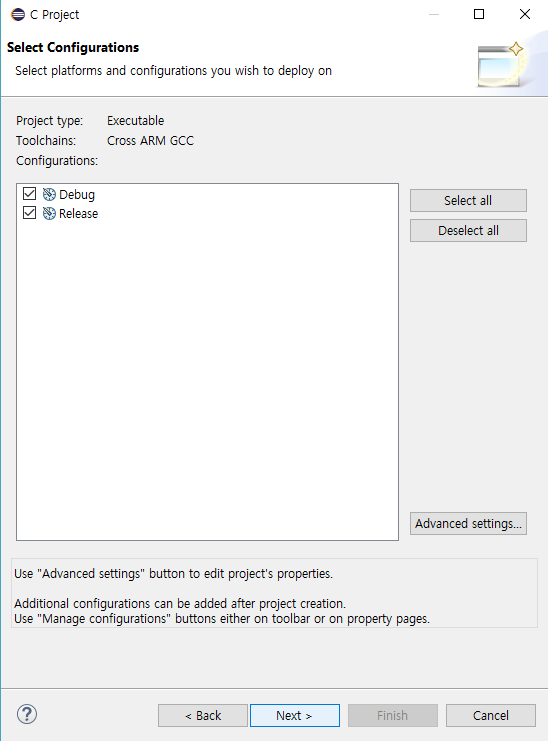 C Project
Select Configurations
Select platforms and configurations you wish to deploy on
Project type: Executable
Toolchains: Cross ARM GCC
Configurations:
Debug
Release
Select all
Deselect all
Advanced settings...
Use "Advanced settings" button to edit project's properties.
Additional configurations can be added after project creation.
Use "Manage configurations" buttons either on toolbar or on property pages.
?
< Back
Next >
Finish
Cancel